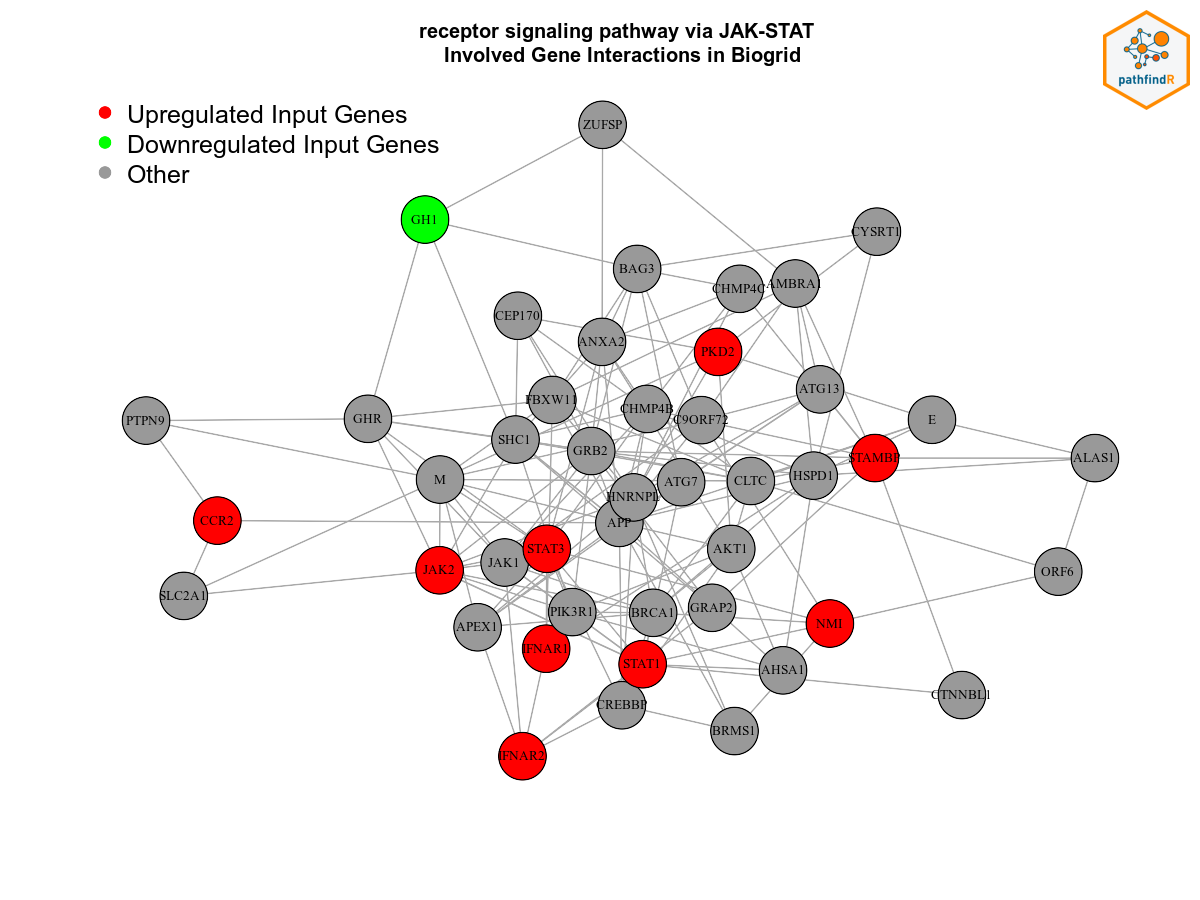 receptor signaling pathway via JAK-STAT
Involved Gene Interactions in Biogrid
pathfindR
Upregulated Input Genes
Downregulated Input Genes
Other
ZUFSP
GH1
CYSRT1
BAG3
CHMP4C
AMBRA1
CEP170
ANXA2
PKD2
ATG13
FBXW11
CHMP4B
C9ORF72
E
PTPN9
GHR
SHC1
GRB2
STAMBP
ALAS1
M
HNRNPL
ATG7
CLTC
HSPD1
CCR2
APP
STAT3
AKT1
JAK2
JAK1
ORF6
SLC2A1
APEX1
PIK3R1
BRCA1
GRAP2
NMI
IFNAR1
STAT1
AHSA1
CREBBP
CTNNBL1
BRMS1
IFNAR2